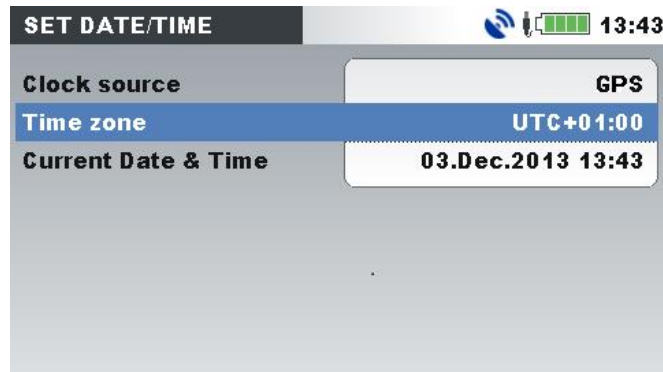 SET DATE/TIME 13:43
Clock source GPS
Time zone UTC+01:00
Current Date & Time 03.Dec.2013 13:43